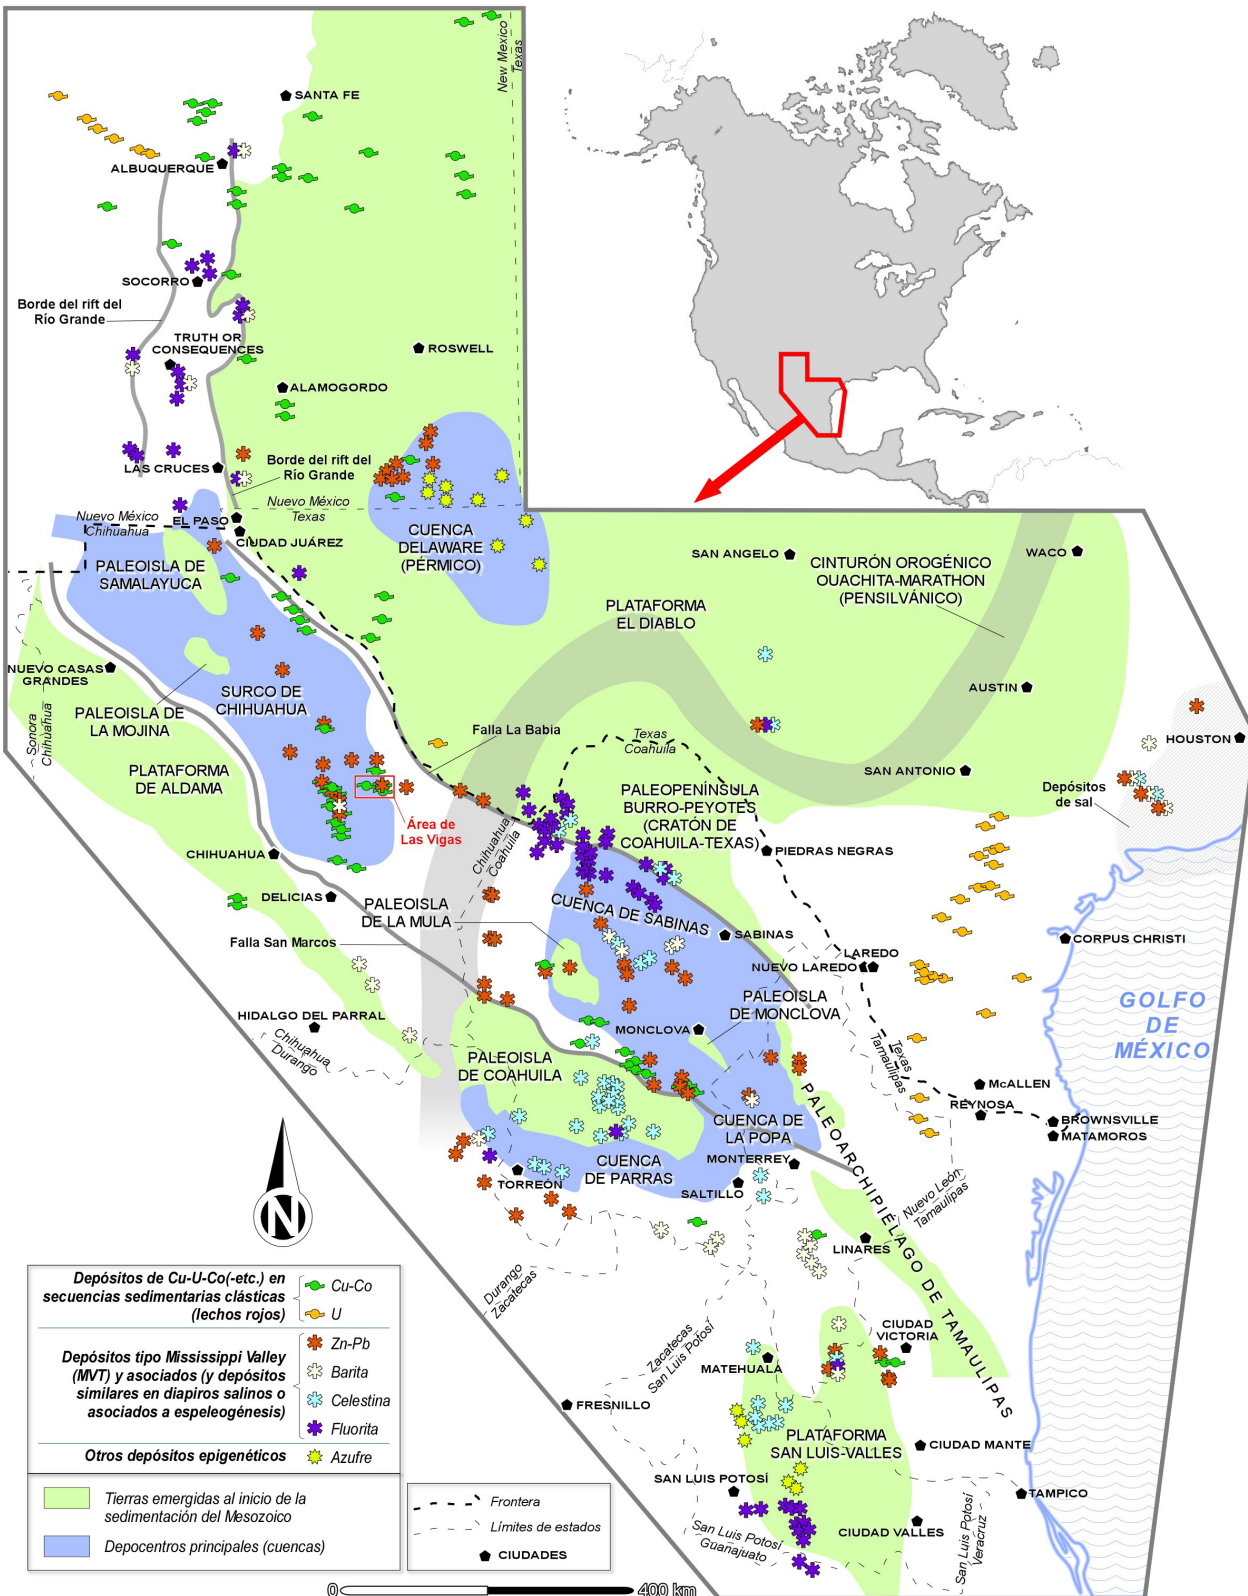 New Mexico
Texas
SANTA FE
ALBUQUERQUE
SOCORRO
Borde del rift del
Río Grande
TRUTH OR
CONSEQUENCES
ROSWELL
ALAMOGORDO
LAS CRUCES
Borde del rift del
Río Grande
Nuevo México
Texas
Nuevo México
Chihuahua
EL PASO
CIUDAD JUÁREZ
CUENCA
DELAWARE
(PÉRMICO)
PALEOISLA DE
SAMALAYUCA
SAN ANGELO
CINTURÓN OROGÉNICO
OUACHITA-MARATHON
(PENSILVÁNICO)
WACO
PLATAFORMA
EL DIABLO
NUEVO CASAS
GRANDES
SURCO DE
CHIHUAHUA
AUSTIN
PALEOISLA DE
LA MOJINA
Sonora
Chihuahua
Falla La Babia
Texas
Coahuila
HOUSTON
PLATAFORMA
DE ALDAMA
SAN ANTONIO
Depósitos
de sal
PALEOPENÍNSULA
BURRO-PEYOTES
(CRATÓN DE
COAHUILA-TEXAS)
Área de
Las Vigas
Chihuahua
Coahuila
CHIHUAHUA
PIEDRAS NEGRAS
DELICIAS
PALEOISLA
DE LA MULA
CUENCA DE SABINAS
SABINAS
Falla San Marcos
CORPUS CHRISTI
LAREDO
NUEVO LAREDO
PALEOISLA
DE MONCLOVA
GOLFO
DE
MÉXICO
HIDALGO DEL PARRAL
Chihuahua
Durango
MONCLOVA
PALEOISLA
DE COAHUILA
Texas
Tamaulipas
McALLEN
REYNOSA
BROWNSVILLE
MATAMOROS
CUENCA DE
LA POPA
PALEOARCHIPIÉLAGO DE TAMAULIPAS
MONTERREY
CUENCA
DE PARRAS
TORREÓN
SALTILLO
Nuevo León
Tamaulipas
N
LINARES
Durango
Zacatecas
Zacatecas
San Luis Potosí
CIUDAD
VICTORIA
MATEHUALA
FRESNILLO
PLATAFORMA
SAN LUIS-VALLES
CIUDAD MANTE
SAN LUIS POTOSÍ
TAMPICO
San Luis Potosí
Guanajuato
CIUDAD VALLES
San Luis Potosí
Veracruz
Depósitos de Cu-U-Co(-etc.) en
secuencias sedimentarias clásticas
(lechos rojos)
Cu-Co
U
Depósitos tipo Mississippi Valley
(MVT) y asociados (y depósitos
similares en diapiros salinos o
asociados a espeleogénesis)
Zn-Pb
Barita
Celestina
Fluorita
Otros depósitos epigenéticos
Azufre
Tierras emergidas al inicio de la
sedimentación del Mesozoico
Depocentros principales (cuencas)
Frontera
Límites de estados
CIUDADES
0 400 km